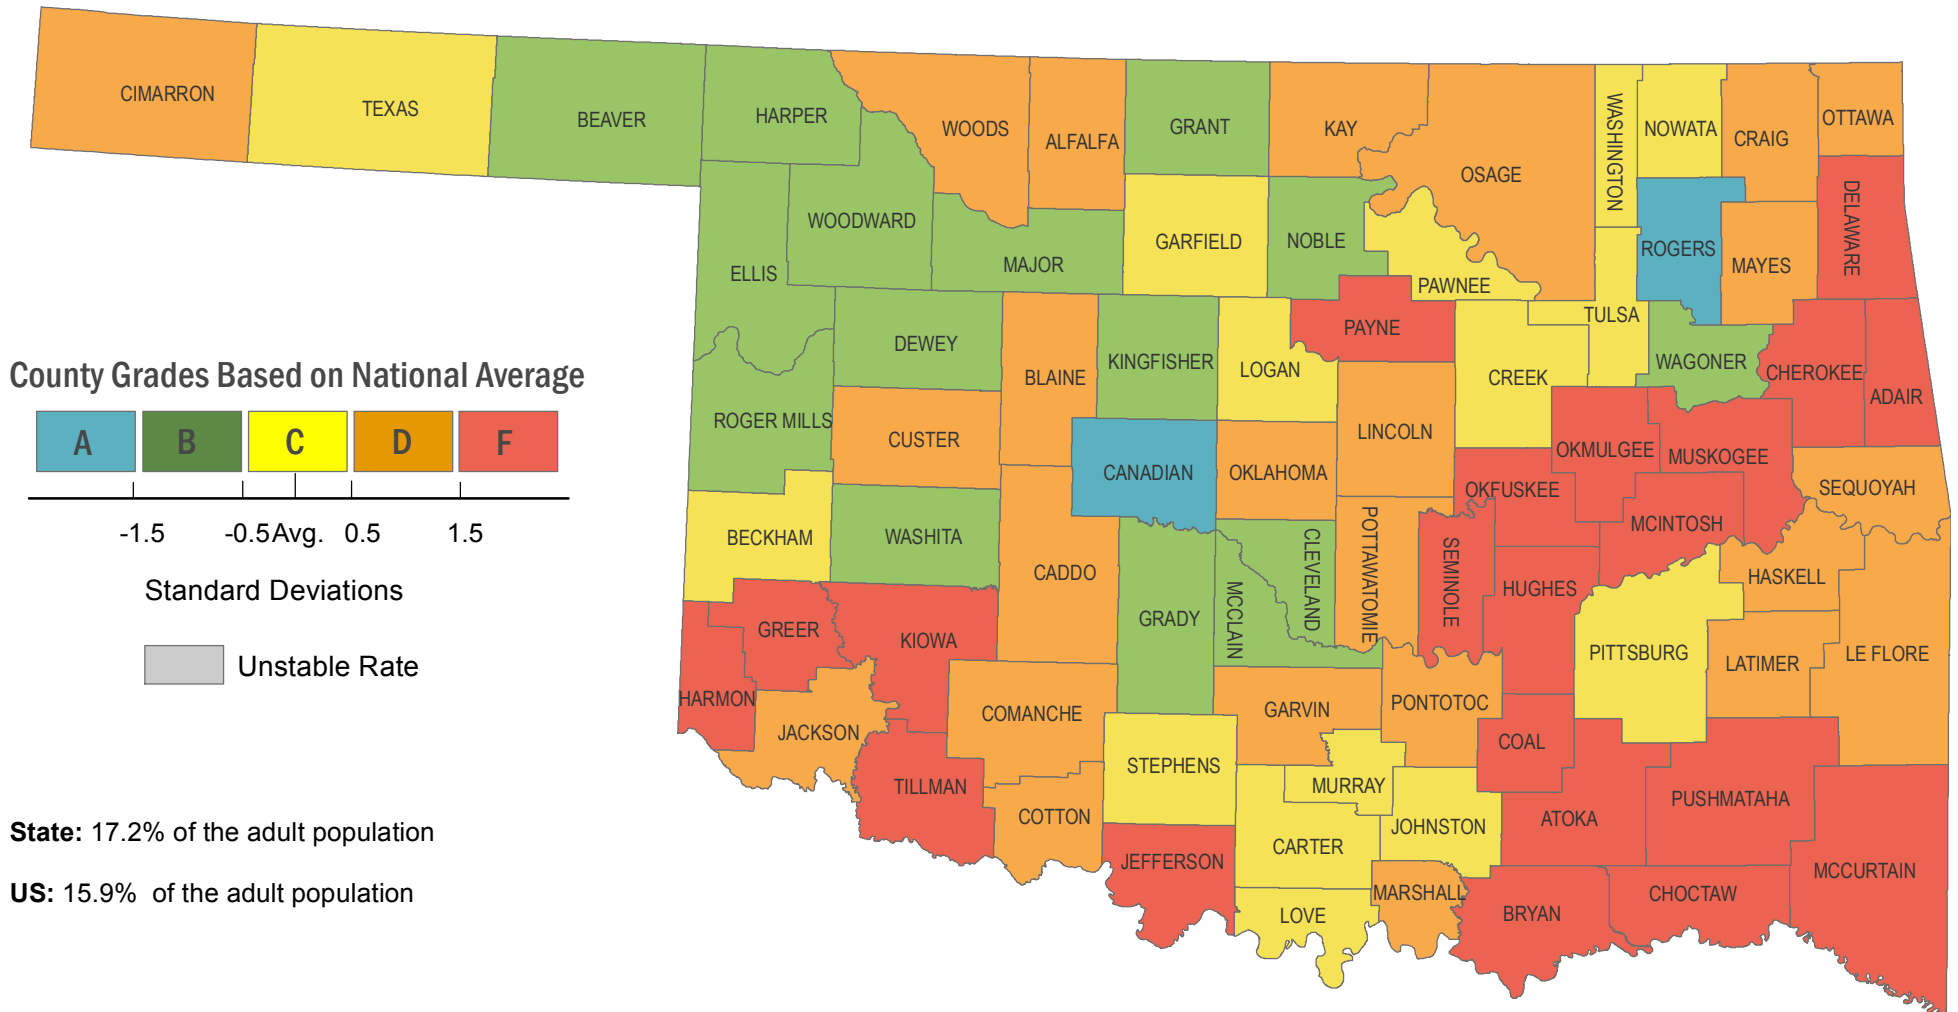 CIMARRON
TEXAS
BEAVER
HARPER
WOODS
ALFALFA
GRANT
KAY
OSAGE
WASHINGTON
NOWATA
CRAIG
OTTAWA
DELAWARE
ELLIS
WOODWARD
MAJOR
GARFIELD
NOBLE
PAWNEE
ROGERS
MAYES
TULSA
DEWEY
BLAINE
KINGFISHER
LOGAN
PAYNE
CREEK
WAGONER
CHEROKEE
ADAIR
ROGER MILLS
CUSTER
CANADIAN
OKLAHOMA
LINCOLN
OKMULGEE
MUSKOGEE
OKFUSKEE
SEQUOYAH
MCINTOSH
BECKHAM
WASHITA
CADDO
GRADY
MCCLAIN
CLEVELAND
POTTAWATOMIE
SEMINOLE
HUGHES
HASKELL
PITTSBURG
LATIMER
LE FLORE
GREER
KIOWA
HARMON
JACKSON
COMANCHE
GARVIN
PONTOTOC
COAL
TILLMAN
COTTON
STEPHENS
MURRAY
CARTER
JOHNSTON
ATOKA
PUSHMATAHA
JEFFERSON
LOVE
MARSHALL
BRYAN
CHOCTAW
MCCURTAIN
County Grades Based on National Average
A B C D F
-1.5 -0.5 Avg. 0.5 1.5
Standard Deviations
Unstable Rate
State: 17.2% of the adult population
US: 15.9% of the adult population